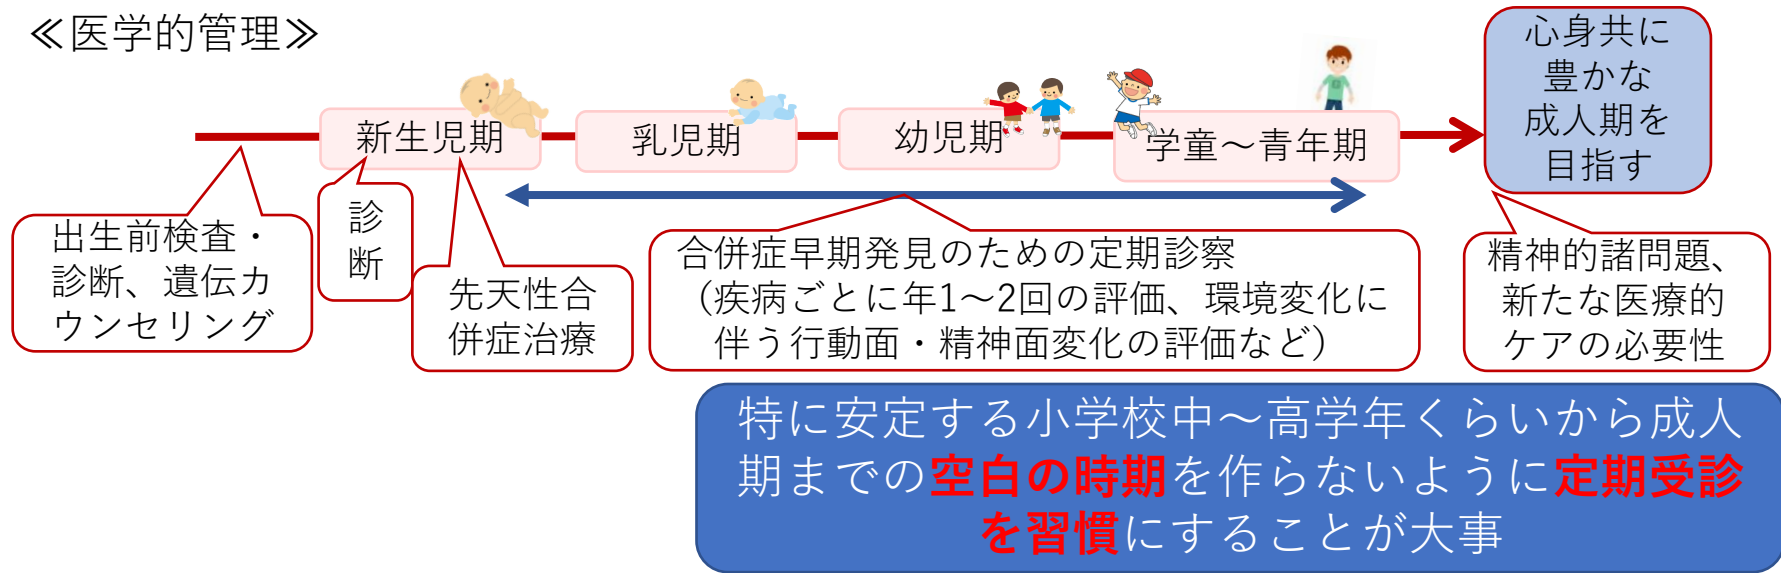 ≪医学的管理≫
新生児期
乳児期
幼児期
学童～青年期
心身共に
豊かな
成人期を
目指す
出生前検査・
診断、遺伝カ
ウンセリング
診
断
先天性合
併症治療
合併症早期発見のための定期診察
（疾病ごとに年1～2回の評価、環境変化に
伴う行動面・精神面変化の評価など）
精神的諸問題、
新たな医療的
ケアの必要性
特に安定する小学校中～高学年くらいから成人
期までの空白の時期を作らないように定期受診
を習慣にすることが大事